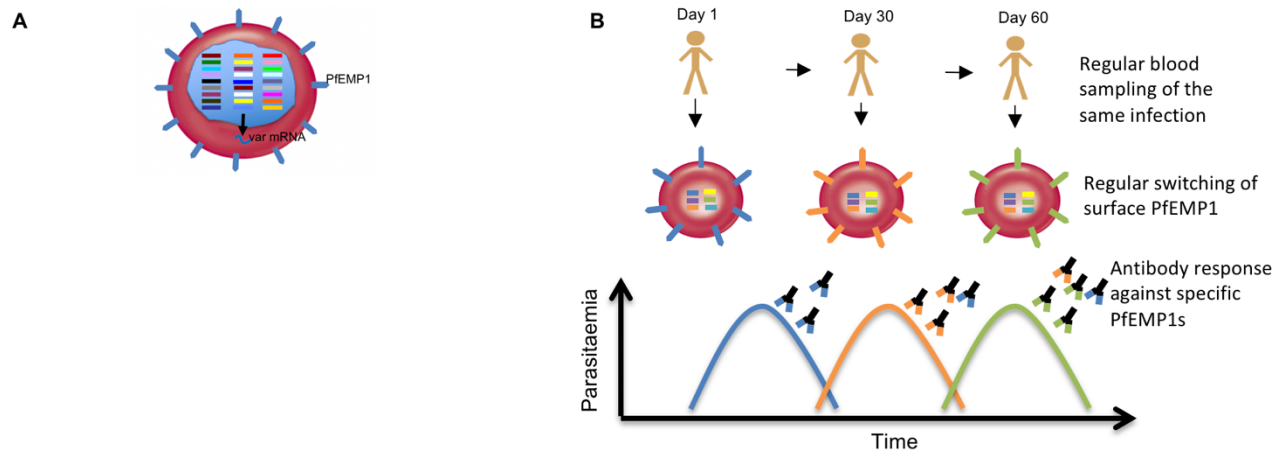 A
PfEMP1
var mRNA
B
Day 1
Day 30
Day 60
Regular blood
sampling of the
same infection
Regular switching of
surface PfEMP1
Antibody response
against specific
PfEMP1s
Parasitaemia
Time